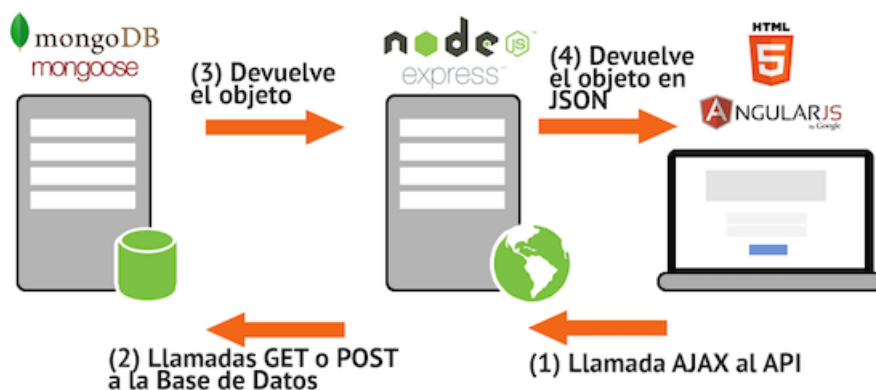 mongoDB
mongoose
(3) Devuelve
el objeto
node
JS
express
(4) Devuelve
el objeto en
JSON
HTML
5
ANGULARJS
by Google
(2) Llamadas GET o POST
a la Base de Datos
(1) Llamada AJAX al API